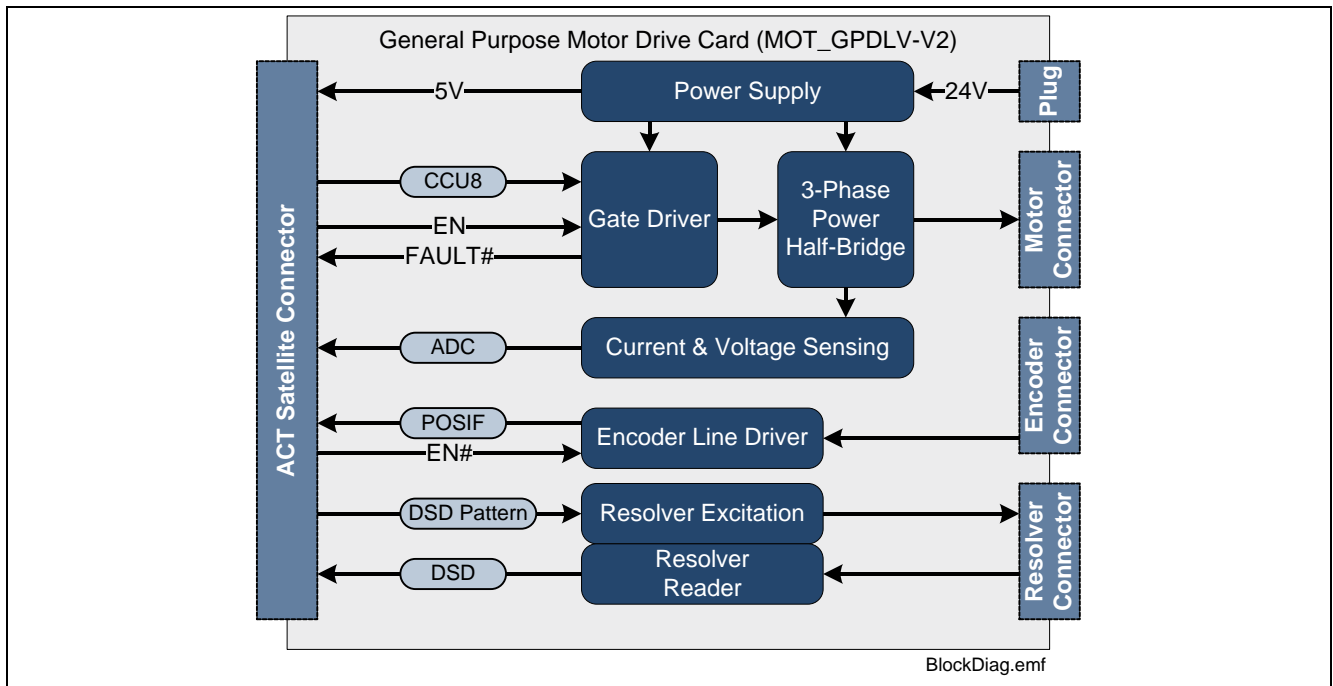 General Purpose Motor Drive Card (MOT_GPDLV-V2)
ACT Satellite Connector
5V
Power Supply
24V
Plug
CCU8
EN
FAULT#
Gate Driver
3-Phase
Power
Half-Bridge
Motor
Connector
ADC
Current & Voltage Sensing
Encoder
Connector
POSIF
EN#
Encoder Line Driver
DSD Pattern
Resolver Excitation
Resolver
Connector
DSD
Resolver
Reader
BlockDiag.emf